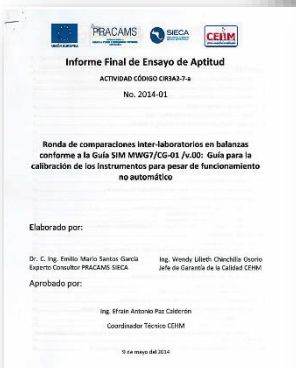 UNIÓN EUROPEA
PRACAMS
SIECA
CEHM
Informe Final de Ensayo de Aptitud
ACTIVIDAD CÓDIGO CIR3A2-7-a
No. 2014-01
Ronda de comparaciones inter-laboratorios en balanzas
conforme a la Guía SIM MWG7/CG-01 /v.00: Guía para la
calibración de los instrumentos para pesar de funcionamiento
no automático
Elaborado por:
Dr. C. Ing. Emilio Mario Santos García
Experto Consultor PRACAMS SIECA
Ing. Wendy Lilieth Chinchilla Osorio
Jefe de Garantía de la Calidad CEHM
Aprobado por:
Ing. Efraín Antonio Paz Calderón
Coordinador Técnico CEHM
9 de mayo del 2014